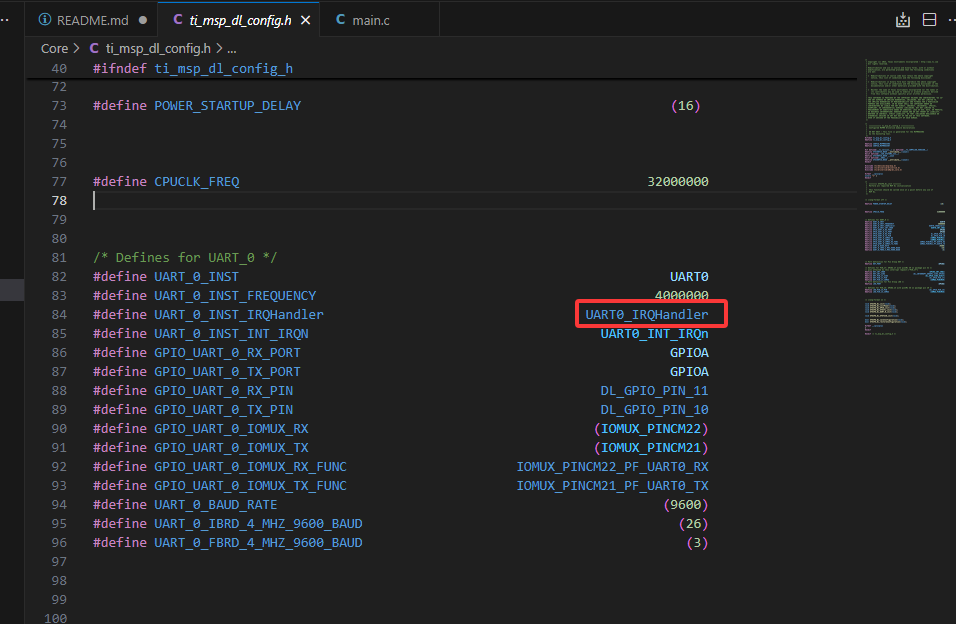 README.md
C ti_msp_dl_config.h
C main.c
Core > C ti_msp_dl_config.h > ...
40 #ifndef ti_msp_dl_config_h
72
73 #define POWER_STARTUP_DELAY (16)
74
75
76
77 #define CPUCLK_FREQ 32000000
78
79
80
81 /* Defines for UART_0 */
82 #define UART_0_INST UART0
83 #define UART_0_INST_FREQUENCY 4000000
84 #define UART_0_INST_IRQHandler UART0_IRQHandler
85 #define UART_0_INST_INT_IRQN UART0_INT_IRQn
86 #define GPIO_UART_0_RX_PORT GPIOA
87 #define GPIO_UART_0_TX_PORT GPIOA
88 #define GPIO_UART_0_RX_PIN DL_GPIO_PIN_11
89 #define GPIO_UART_0_TX_PIN DL_GPIO_PIN_10
90 #define GPIO_UART_0_IOMUX_RX (IOMUX_PINCM22)
91 #define GPIO_UART_0_IOMUX_TX (IOMUX_PINCM21)
92 #define GPIO_UART_0_IOMUX_RX_FUNC IOMUX_PINCM22_PF_UART0_RX
93 #define GPIO_UART_0_IOMUX_TX_FUNC IOMUX_PINCM21_PF_UART0_TX
94 #define UART_0_BAUD_RATE (9600)
95 #define UART_0_IBRD_4_MHZ_9600_BAUD (26)
96 #define UART_0_FBRD_4_MHZ_9600_BAUD (3)
97
98
99
100